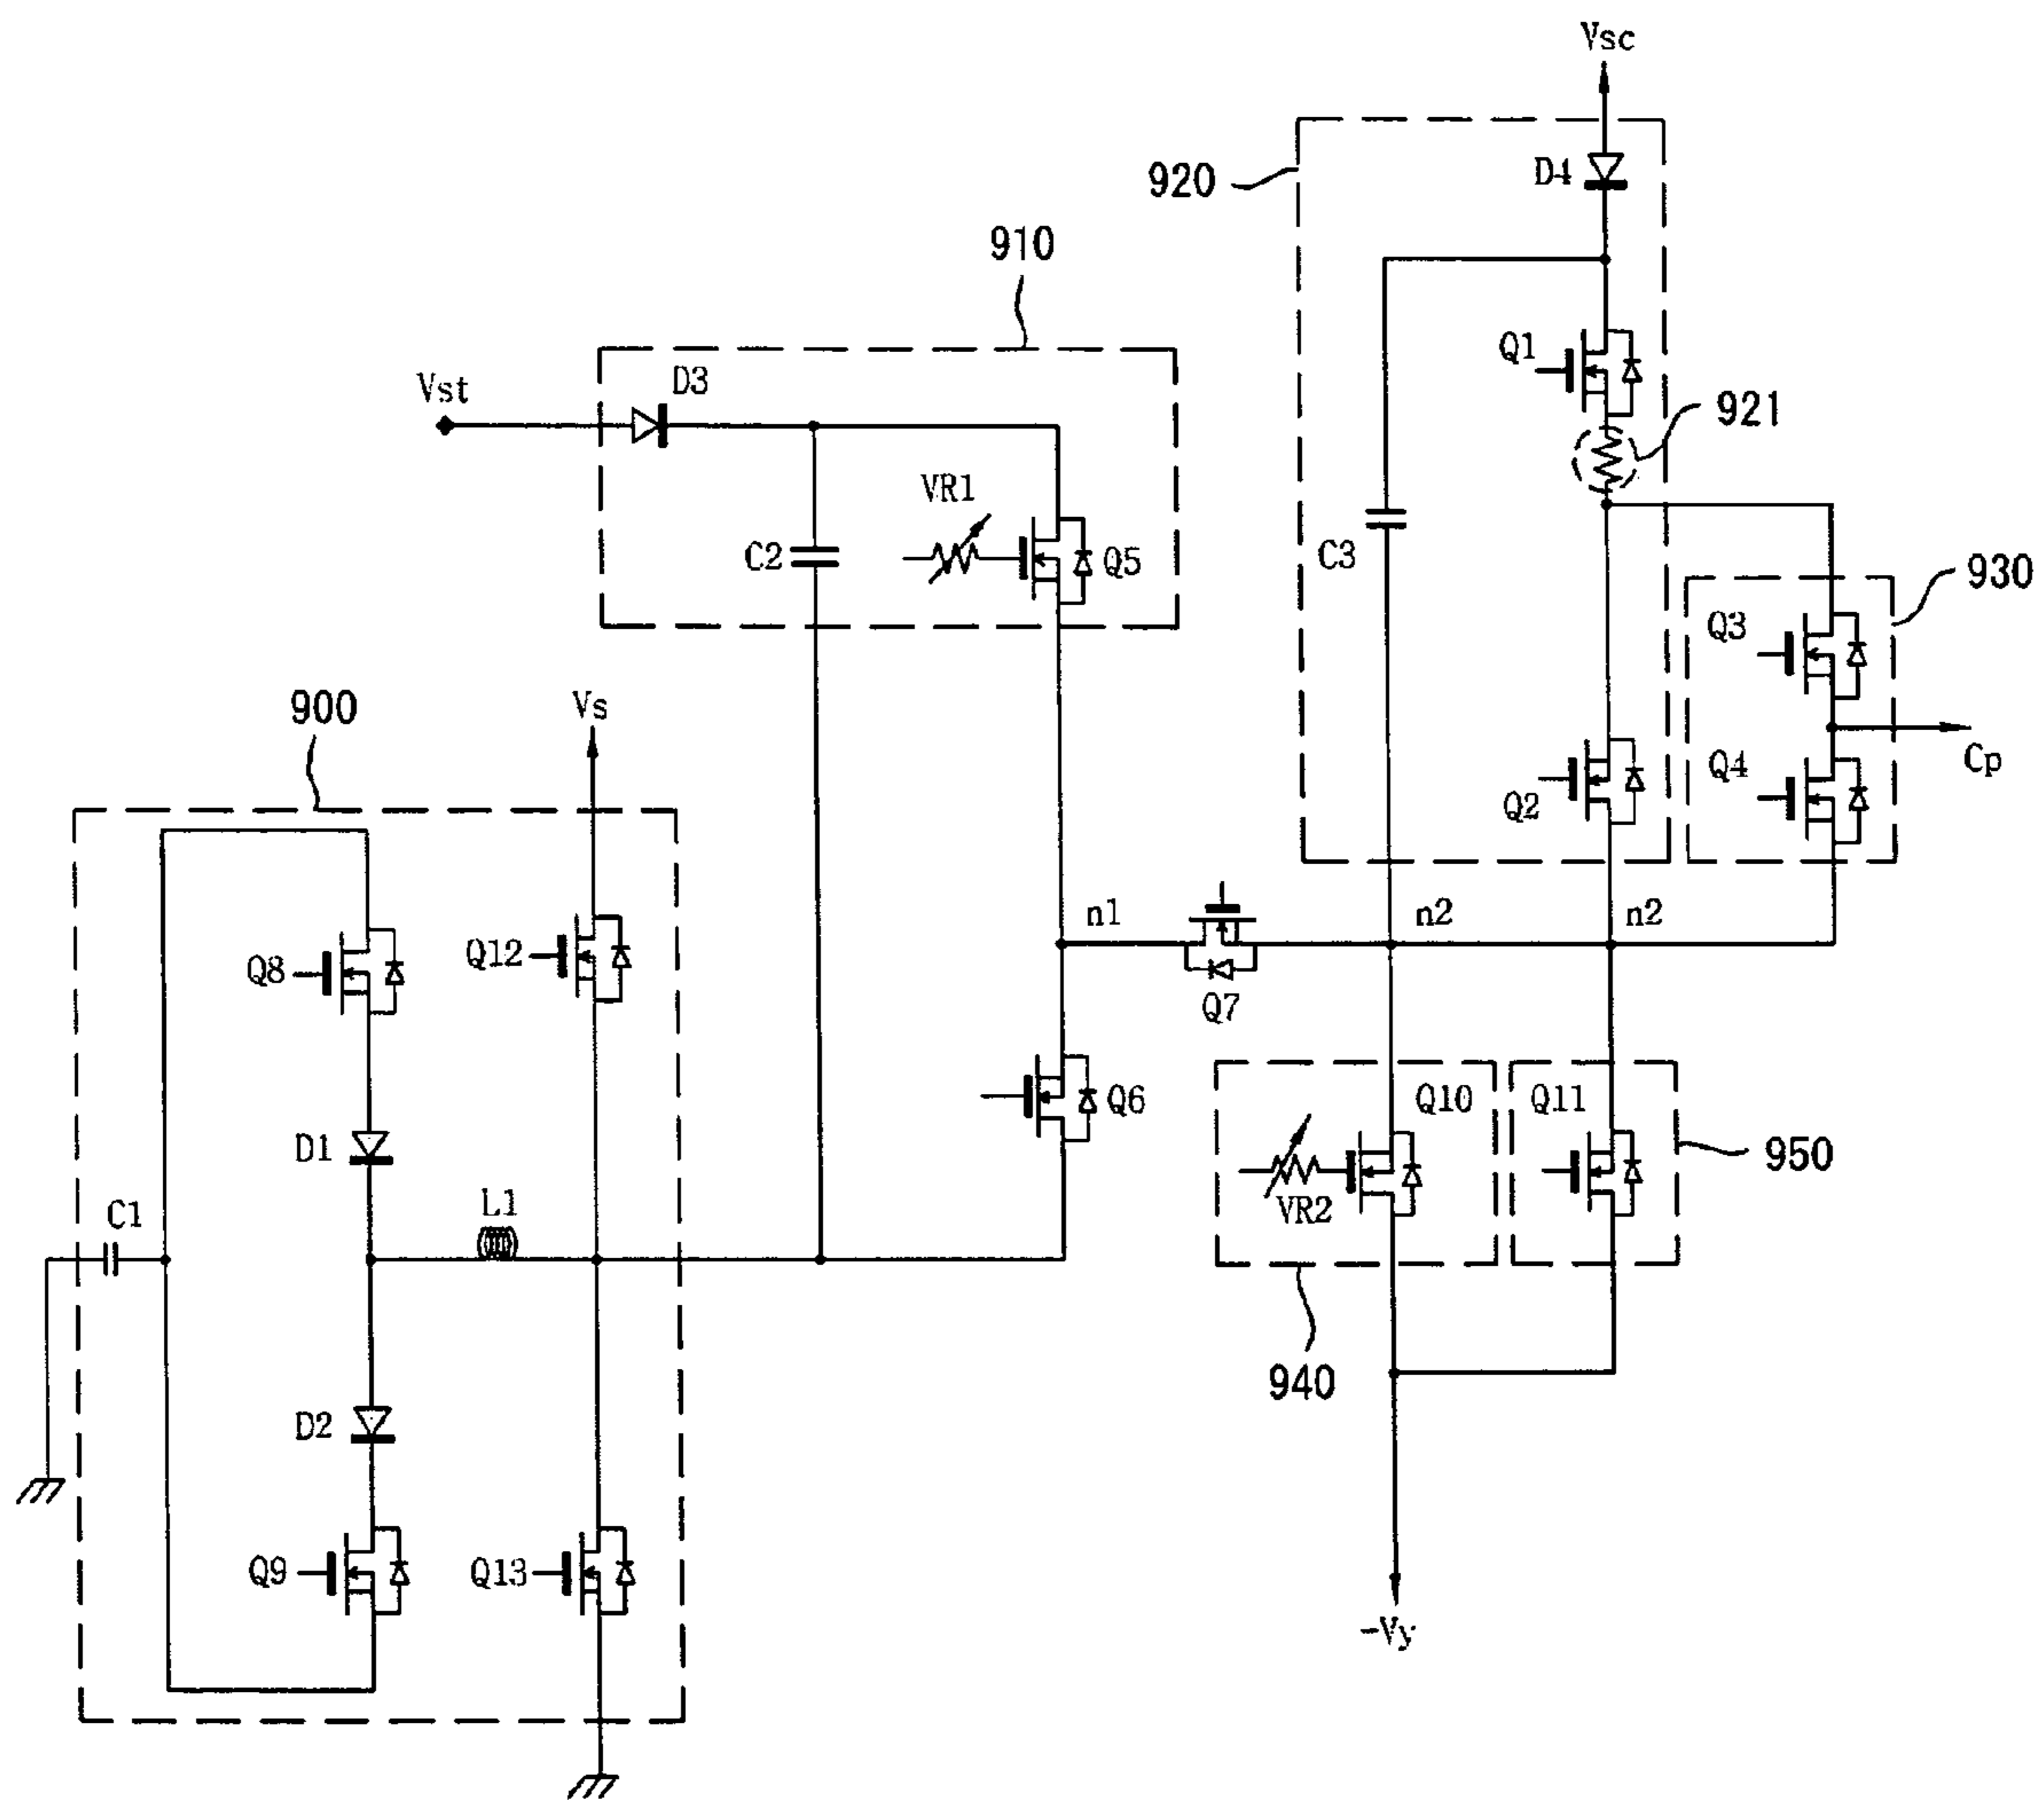 Vsc
920
D4
910
Q1
D3
Vst
921
VR1
C2
Q5
C3
930
Q3
900
Vs
Cp
Q4
Q2
n1
n2
n2
Q12
Q8
Q7
Q6
Q10
Q11
D1
950
L1
VR2
C1
940
D2
Q9
Q13
-Vy